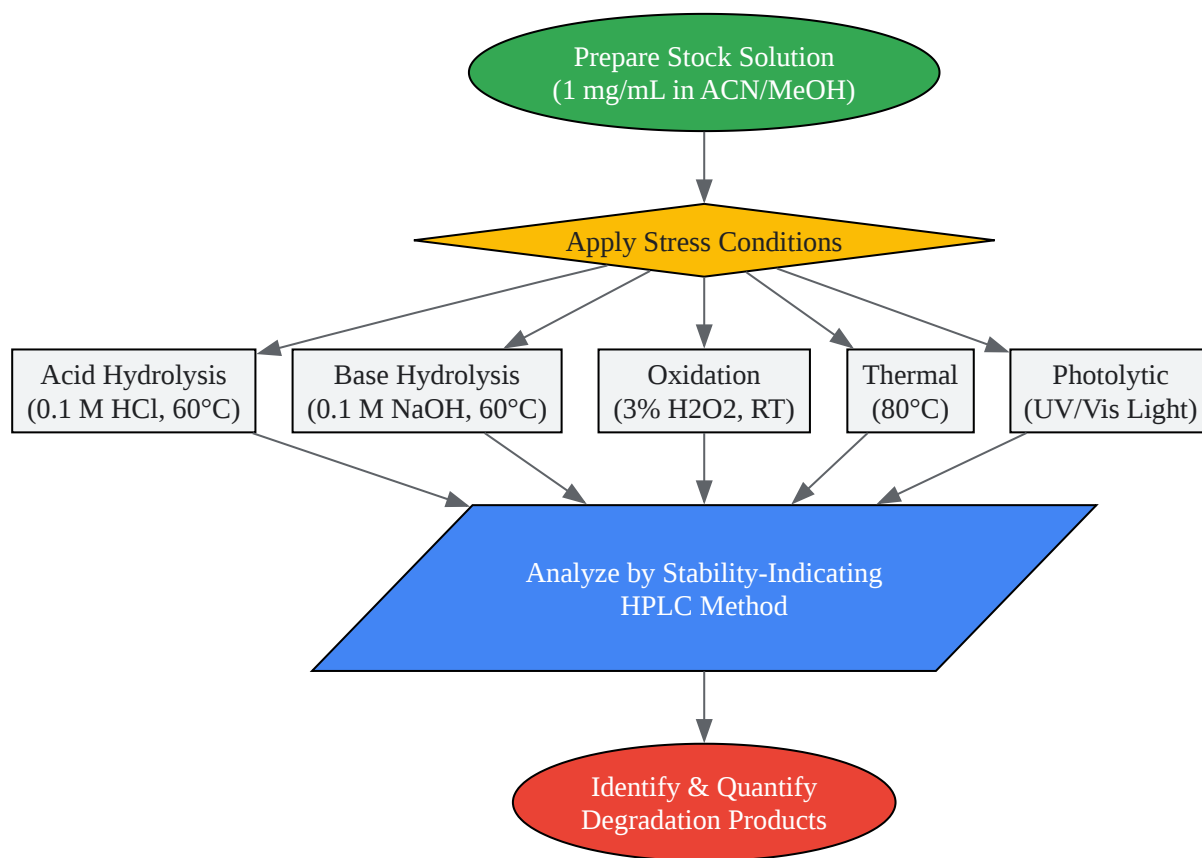 Prepare Stock Solution
(1 mg/mL in ACN/MeOH)
Apply Stress Conditions
Acid Hydrolysis
(0.1 M HCl, 60°C)
Base Hydrolysis
(0.1 M NaOH, 60°C)
Oxidation
(3% H2O2, RT)
Thermal
(80°C)
Photolytic
(UV/Vis Light)
Analyze by Stability-Indicating
HPLC Method
Identify & Quantify
Degradation Products